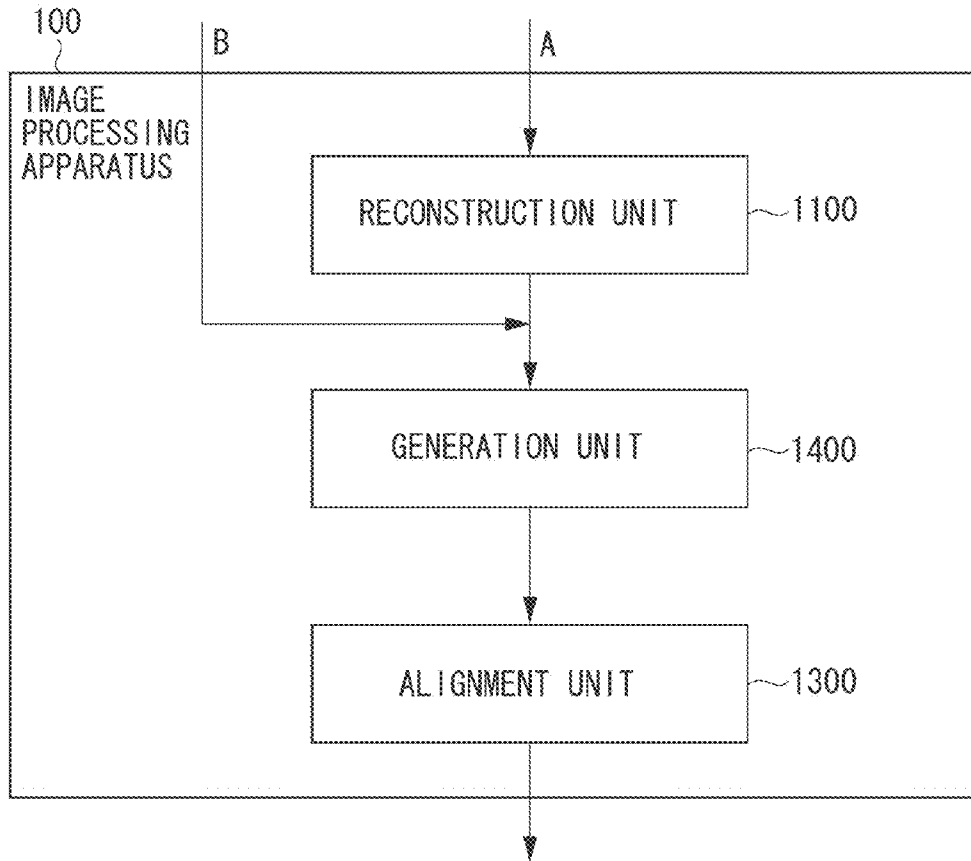 100
B
A
IMAGE
PROCESSING
APPARATUS
RECONSTRUCTION UNIT
1100
GENERATION UNIT
1400
ALIGNMENT UNIT
1300